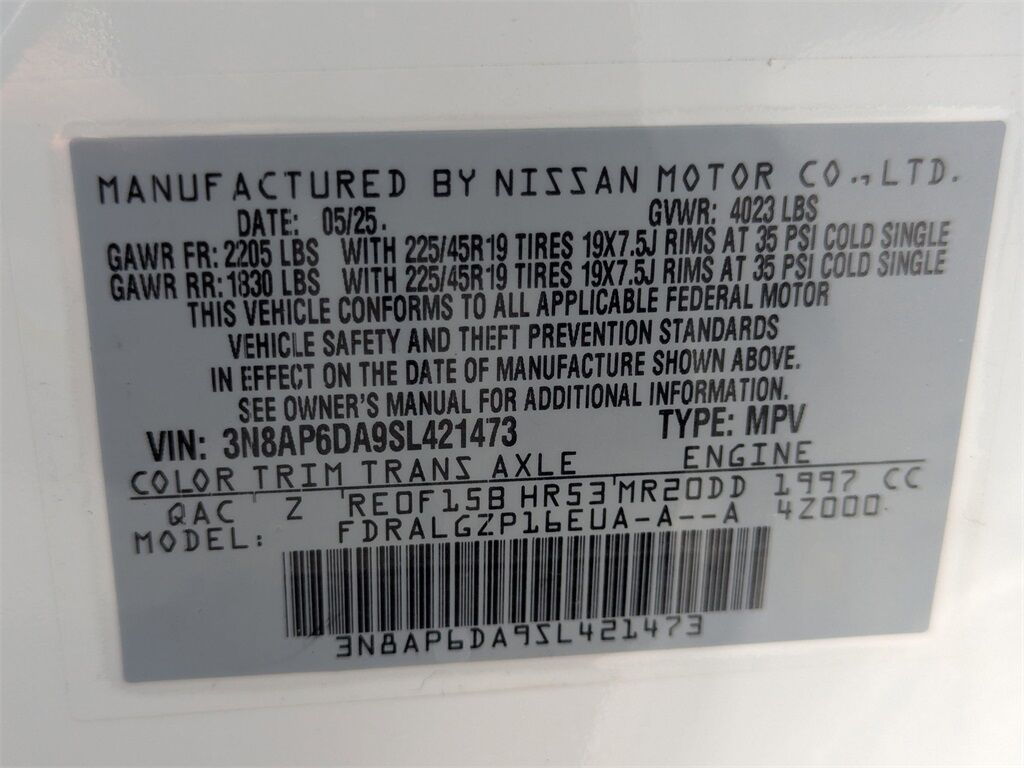 MANUFACTURED BY NISSAN MOTOR CO., LTD.
DATE: 05/25. GVWR: 4023 LBS
GAWR FR: 2205 LBS WITH 225/45R19 TIRES 19X7.5J RIMS AT 35 PSI COLD SINGLE
GAWR RR: 1830 LBS WITH 225/45R19 TIRES 19X7.5J RIMS AT 35 PSI COLD SINGLE
THIS VEHICLE CONFORMS TO ALL APPLICABLE FEDERAL MOTOR
VEHICLE SAFETY AND THEFT PREVENTION STANDARDS
IN EFFECT ON THE DATE OF MANUFACTURE SHOWN ABOVE.
SEE OWNER'S MANUAL FOR ADDITIONAL INFORMATION.
VIN: 3N8AP6DA9SL421473 TYPE: MPV
COLOR TRIM TRANS AXLE ENGINE
QAC Z RE0F15B HR53 MR20DD 1997 CC
MODEL: FDRALGZP16EUA-A--A 42000
3N8AP6DA9SL421473